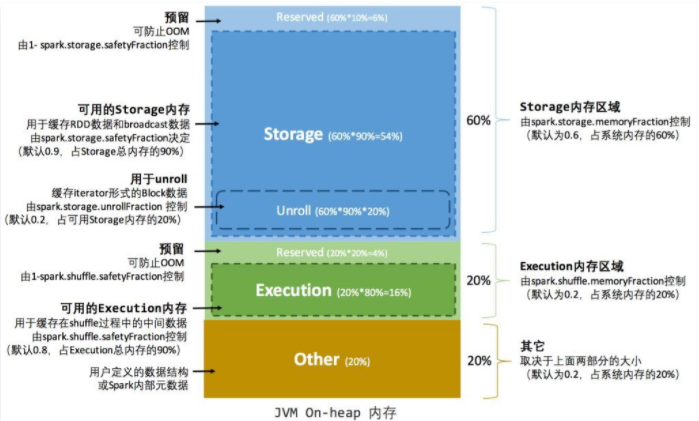 预留
可防止OOM
由1- spark.storage.safetyFraction控制
可用的Storage内存
用于缓存RDD数据和broadcast数据
由spark.storage.safetyFraction决定
（默认0.9，占Storage总内存的90%）
用于unroll
缓存iterator形式的Block数据
由spark.storage.unrollFraction 控制
（默认0.2，占可用Storage内存的20%）
预留
可防止OOM
由1-spark.shuffle.safetyFraction控制
可用的Execution内存
用于缓存在shuffle过程中的中间数据
由spark.shuffle.safetyFraction控制
（默认0.8，占Execution总内存的90%）
用户定义的数据结构
或Spark内部元数据
Reserved (60%*10%=6%)
Storage (60%*90%=54%)
Unroll (60%*90%*20%)
Reserved (20%*20%=4%)
Execution (20%*80%=16%)
Other (20%)
60%
20%
20%
Storage内存区域
由spark.storage.memoryFraction控制
（默认为0.6，占系统内存的60%）
Execution内存区域
由spark.shuffle.memoryFraction控制
（默认为0.2，占系统内存的20%）
其它
取决于上面两部分的大小
（默认为0.2，占系统内存的20%）
JVM On-heap 内存